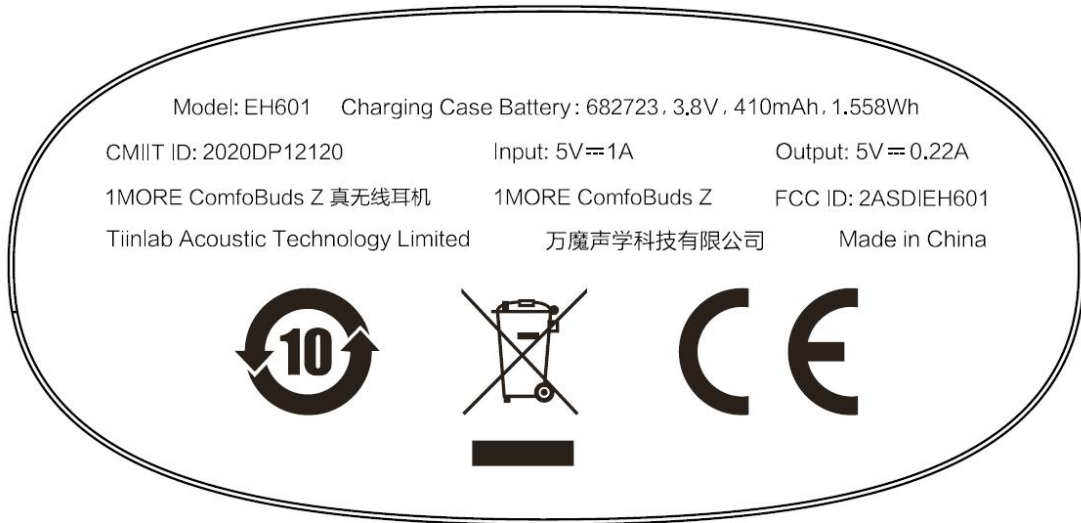 Model: EH601 Charging Case Battery: 682723, 3.8V, 410mAh, 1.558Wh
CMIIT ID: 2020DP12120 Input: 5V⎓1A Output: 5V⎓0.22A
1MORE ComfoBuds Z 真无线耳机 1MORE ComfoBuds Z FCC ID: 2ASDIEH601
Tiinlab Acoustic Technology Limited 万魔声学科技有限公司 Made in China
10 CE